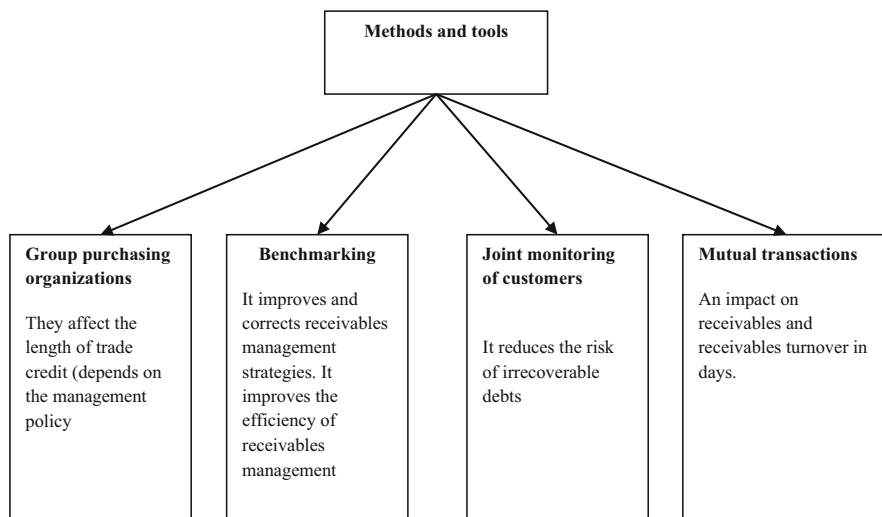 Methods and tools
Group purchasing
organizations
They affect the
length of trade
credit (depends on
the management
policy
Benchmarking
It improves and
corrects receivables
management
strategies. It
improves the
efficiency of
receivables
management
Joint monitoring
of customers
It reduces the risk
of irrecoverable
debts
Mutual transactions
An impact on
receivables and
receivables turnover in
days.